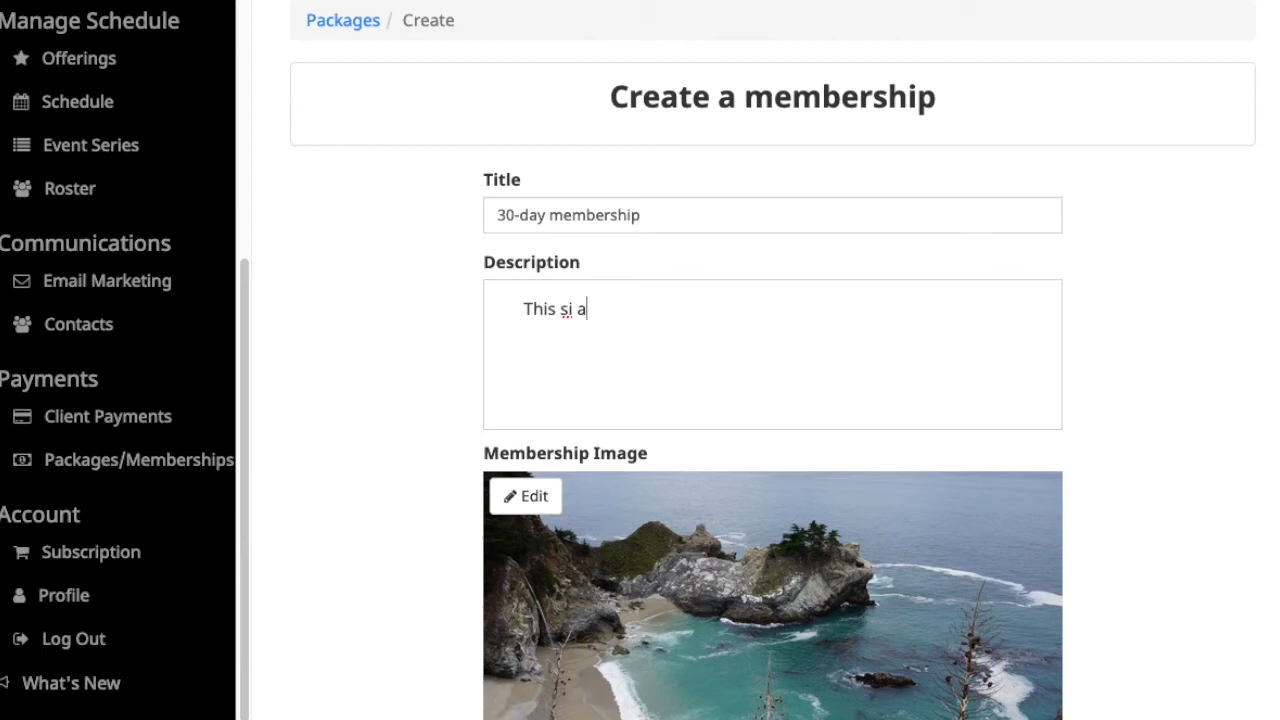 Manage Schedule
Offerings
Schedule
Event Series
Roster
Communications
Email Marketing
Contacts
Payments
Client Payments
Packages/Memberships
Account
Subscription
Profile
Log Out
What's New
Packages / Create
Create a membership
Title
30-day membership
Description
This si a
Membership Image
Edit